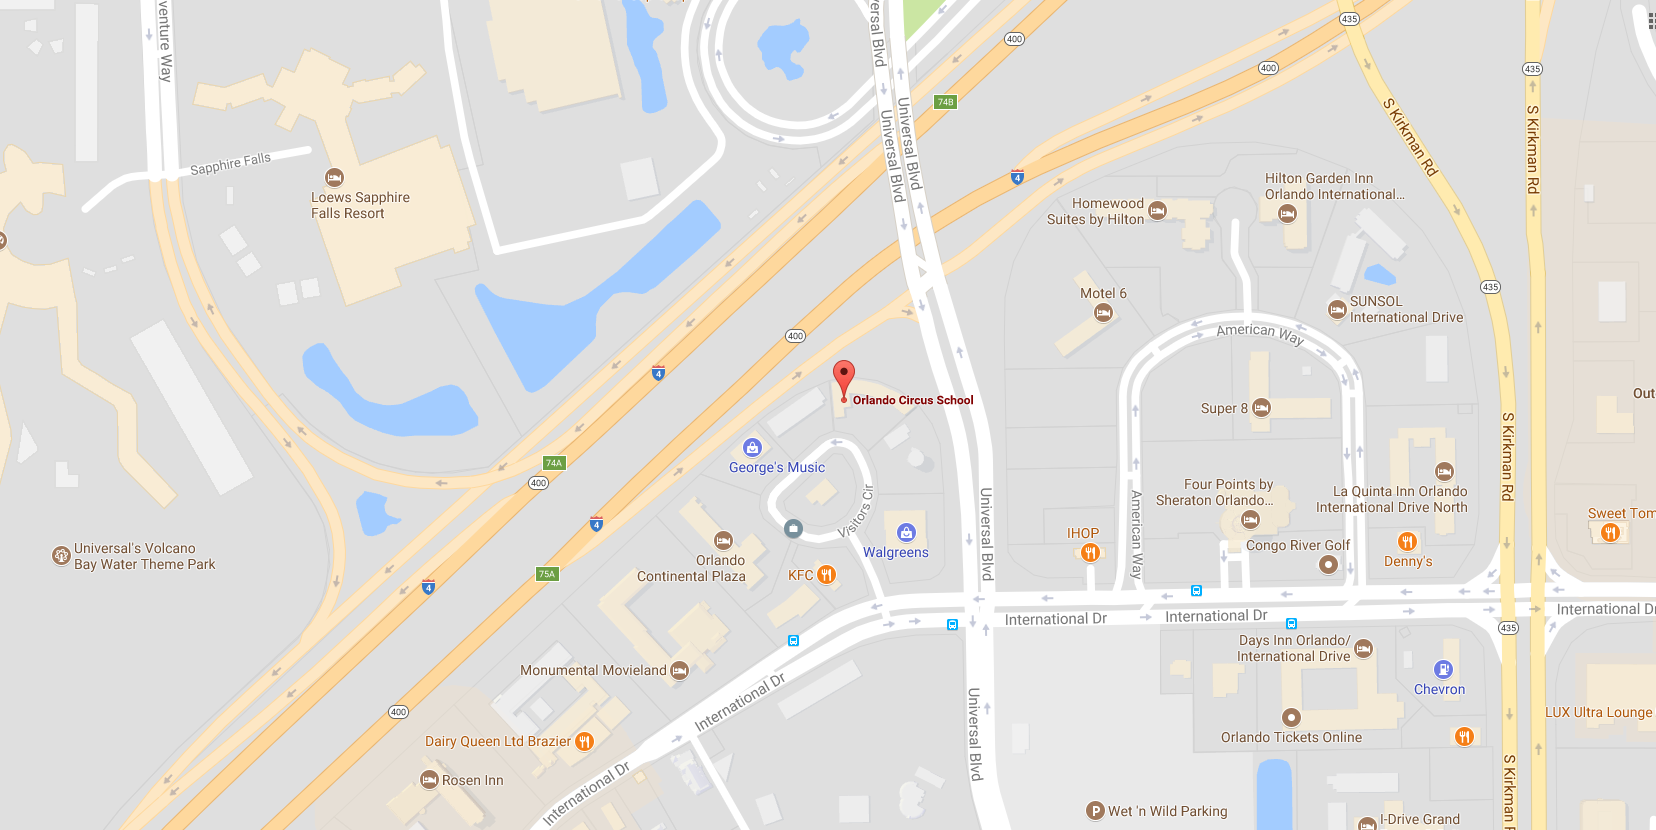 venture Way
Universal Blvd
400
435
435
400
74B
Universal Blvd
Universal Blvd
S Kirkman Rd
S Kirkman Rd
Sapphire Falls
Loews Sapphire
Falls Resort
4
Homewood
Suites by Hilton
Hilton Garden Inn
Orlando International...
Motel 6
435
SUNSOL
International Drive
American Way
400
4
Orlando Circus School
Super 8
Out
George's Music
74A
400
4
Visitors Cir
Walgreens
Universal Blvd
American Way
Four Points by
Sheraton Orlando...
La Quinta Inn Orlando
International Drive North
S Kirkman Rd
Sweet Tom
IHOP
Congo River Golf
Denny's
Universal's Volcano
Bay Water Theme Park
Orlando
Continental Plaza
KFC
75A
4
International Dr
International Dr
International Dr
435
Days Inn Orlando/
International Drive
Chevron
Monumental Movieland
International Dr
Universal Blvd
400
LUX Ultra Lounge
Orlando Tickets Online
Dairy Queen Ltd Brazier
Rosen Inn
International Dr
S Kirkman R
P
Wet 'n Wild Parking
I-Drive Grand